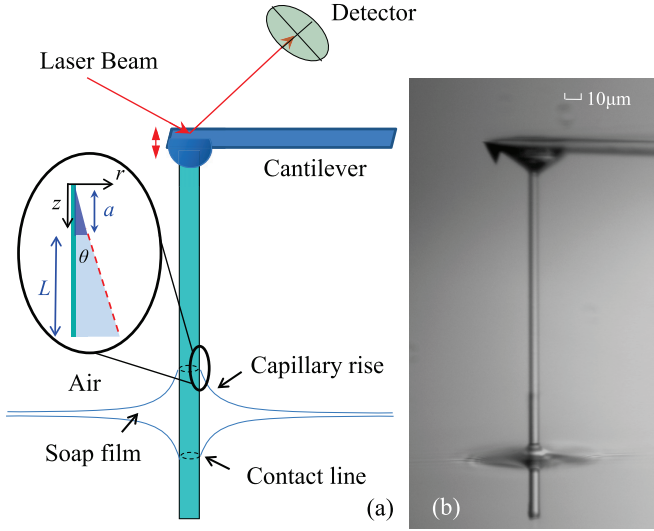 Detector
Laser Beam
10μm
Cantilever
r
z
a
θ
L
Air
Capillary rise
Soap film
Contact line
(a)
(b)